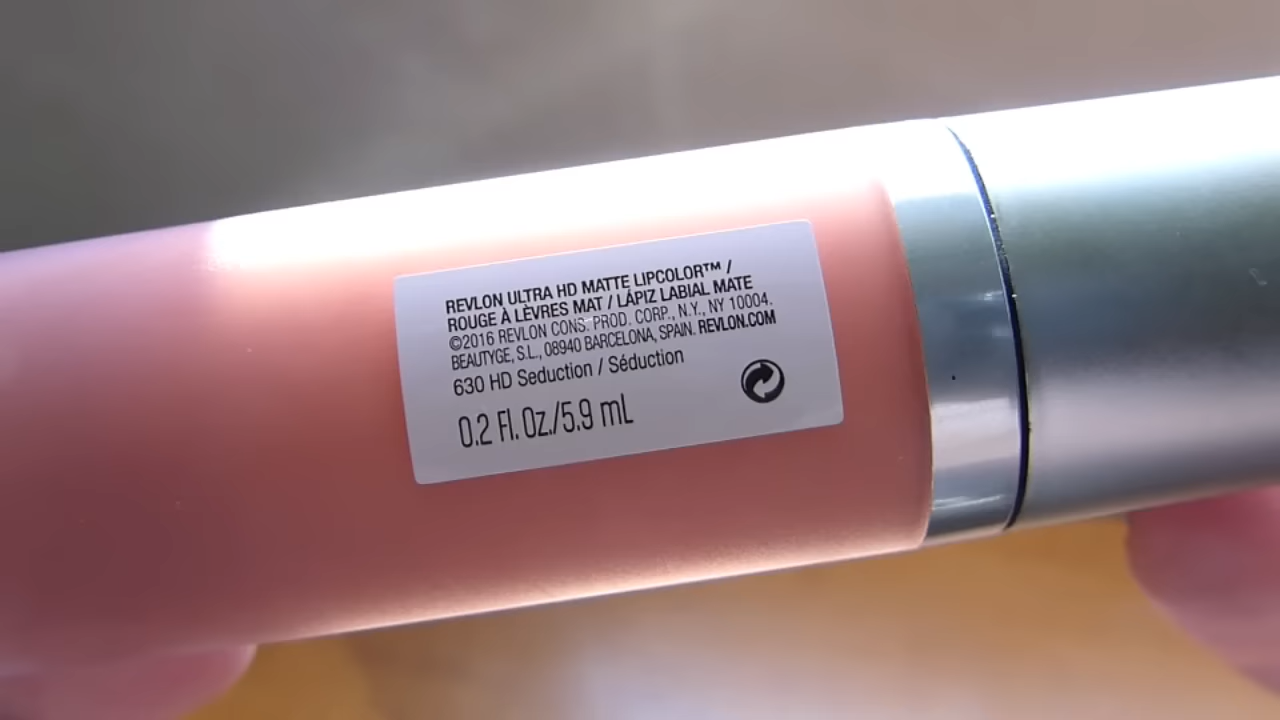 REVLON ULTRA HD MATTE LIPCOLOR™ /
ROUGE À LÈVRES MAT / LÁPIZ LABIAL MATE
©2016 REVLON CONS. PROD. CORP., N.Y., NY 10004.
BEAUTYGE, S.L., 08940 BARCELONA, SPAIN. REVLON.COM
630 HD Seduction / Séduction
0.2 Fl. Oz./5.9 mL